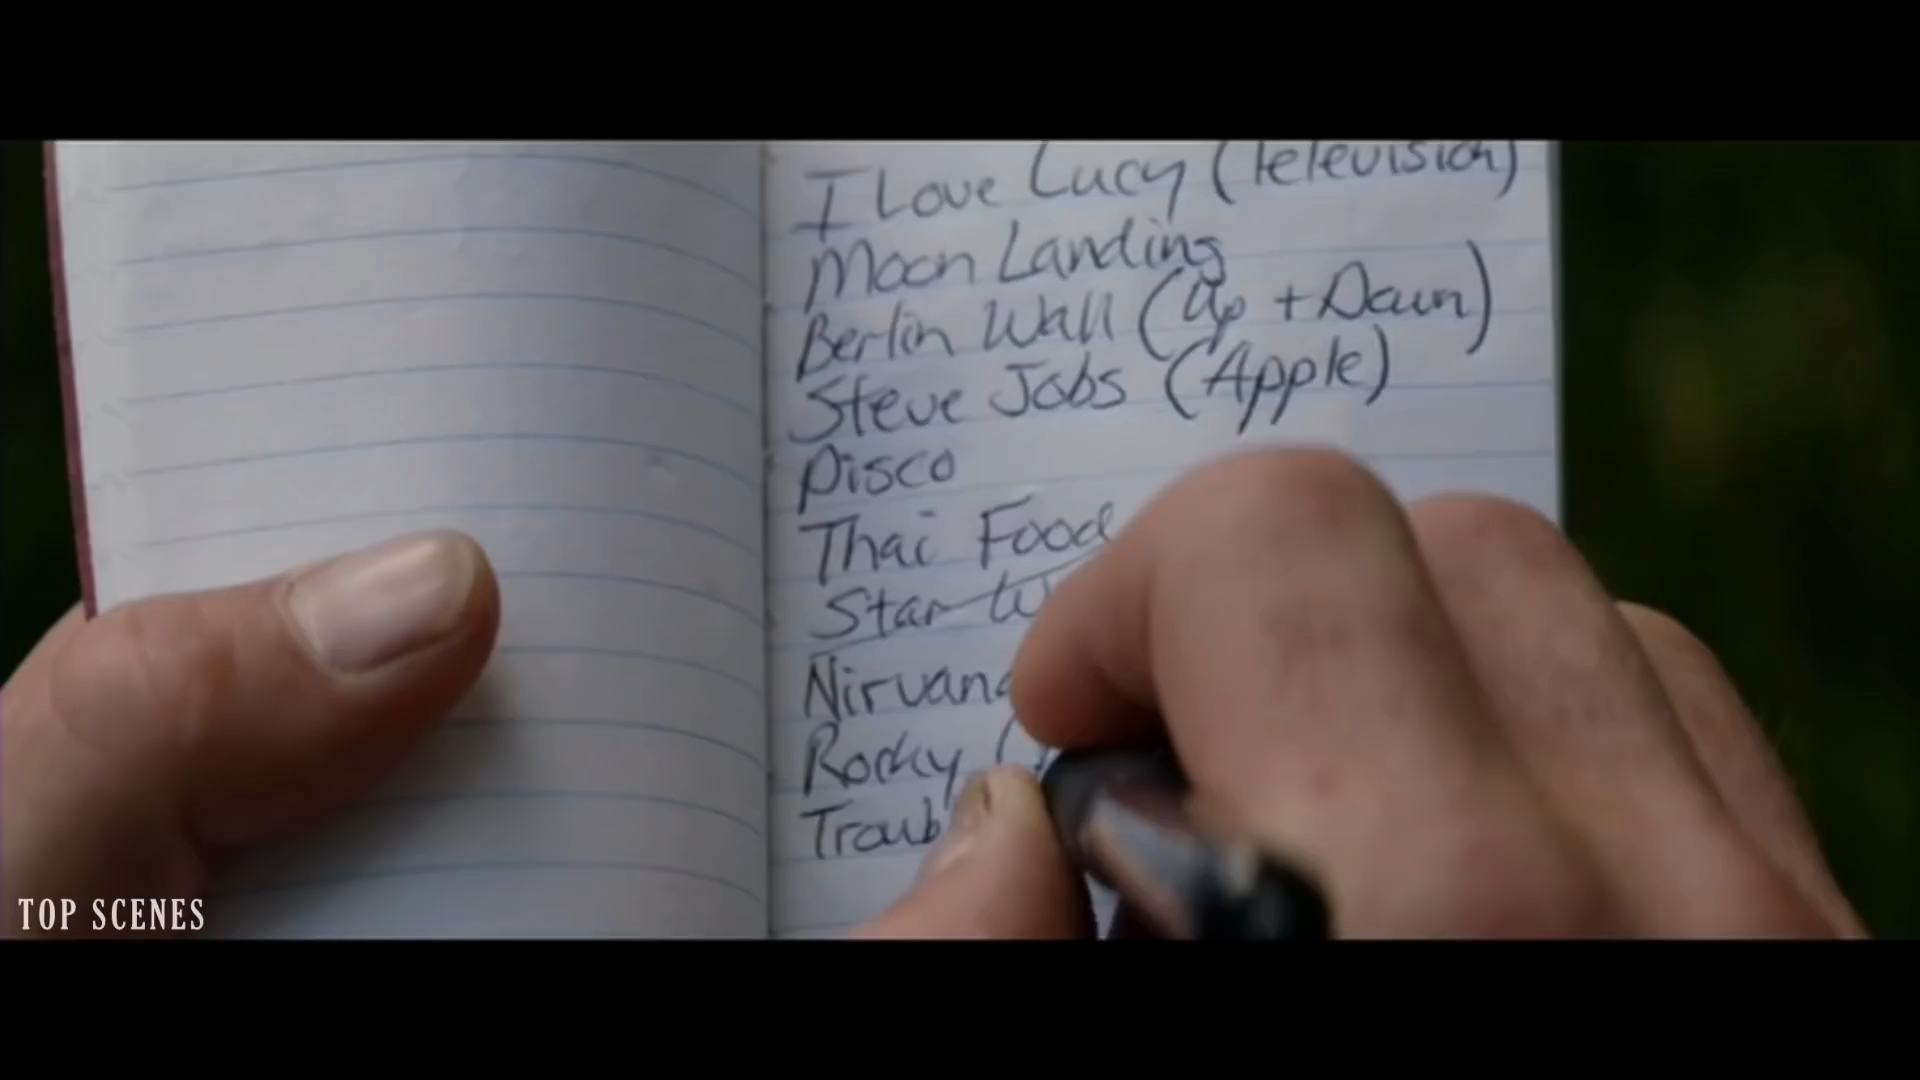 I Love Lucy (Television)
Moon Landing
Berlin Wall (Up + Down)
Steve Jobs (Apple)
Disco
Thai Food
Star
Rocky
TOP SCENES